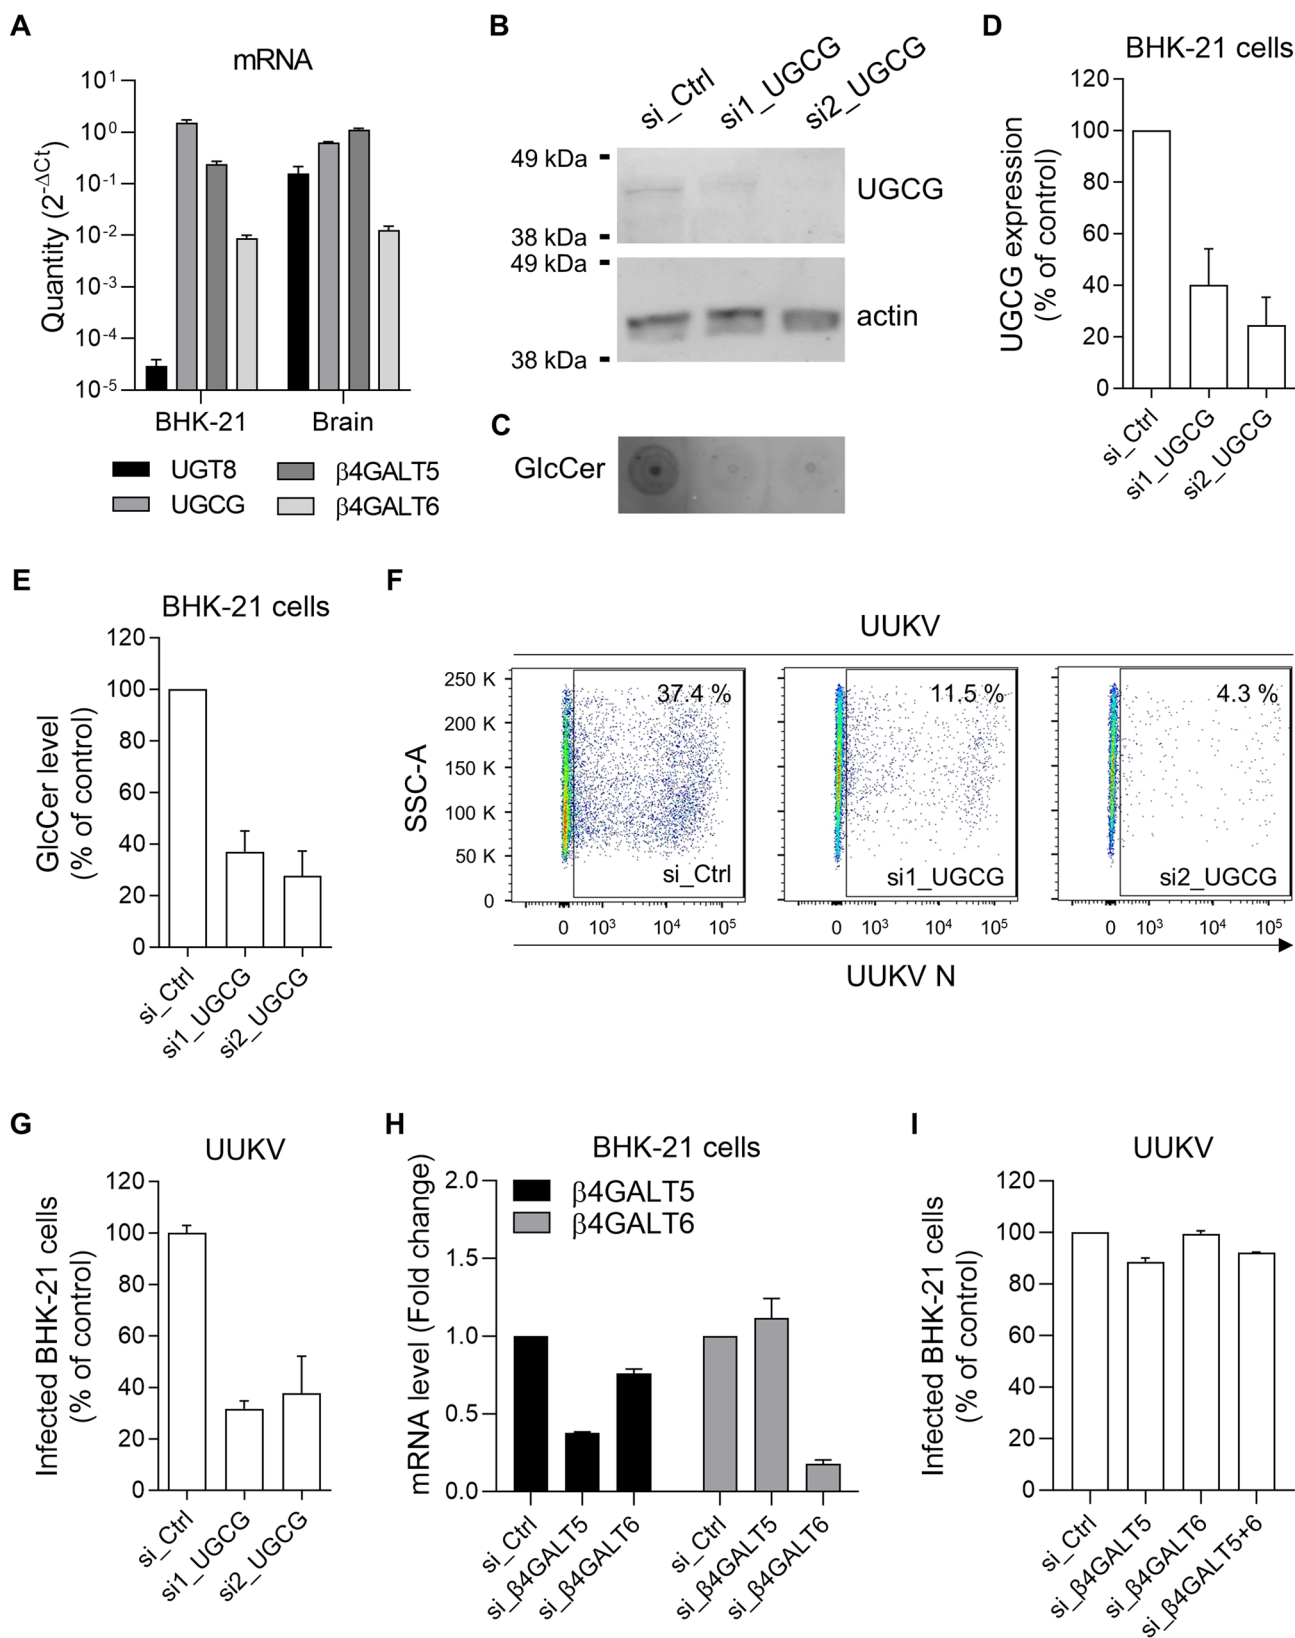 A
mRNA
Quantity (2^-ΔCt)
10^1
10^0
10^-1
10^-2
10^-3
10^-4
10^-5
BHK-21
Brain
UGT8
UGCG
β4GALT5
β4GALT6
B
si_Ctrl
si1_UGCG
si2_UGCG
49 kDa
UGCG
38 kDa
49 kDa
actin
38 kDa
C
GlcCer
D
BHK-21 cells
UGCG expression
(% of control)
120
100
80
60
40
20
0
si_Ctrl
si1_UGCG
si2_UGCG
E
BHK-21 cells
GlcCer level
(% of control)
120
100
80
60
40
20
0
si_Ctrl
si1_UGCG
si2_UGCG
F
UUKV
SSC-A
250 K
200 K
150 K
100 K
50 K
0
37.4 %
si_Ctrl
11.5 %
si1_UGCG
4.3 %
si2_UGCG
0 10^3 10^4 10^5
0 10^3 10^4 10^5
0 10^3 10^4 10^5
UUKV N
G
UUKV
Infected BHK-21 cells
(% of control)
120
100
80
60
40
20
0
si_Ctrl
si1_UGCG
si2_UGCG
H
BHK-21 cells
mRNA level (Fold change)
2.0
1.5
1.0
0.5
0.0
β4GALT5
β4GALT6
si_Ctrl
si_β4GALT5
si_β4GALT6
si_Ctrl
si_β4GALT5
si_β4GALT6
I
UUKV
Infected BHK-21 cells
(% of control)
120
100
80
60
40
20
0
si_Ctrl
si_β4GALT5
si_β4GALT6
si_β4GALT5+6